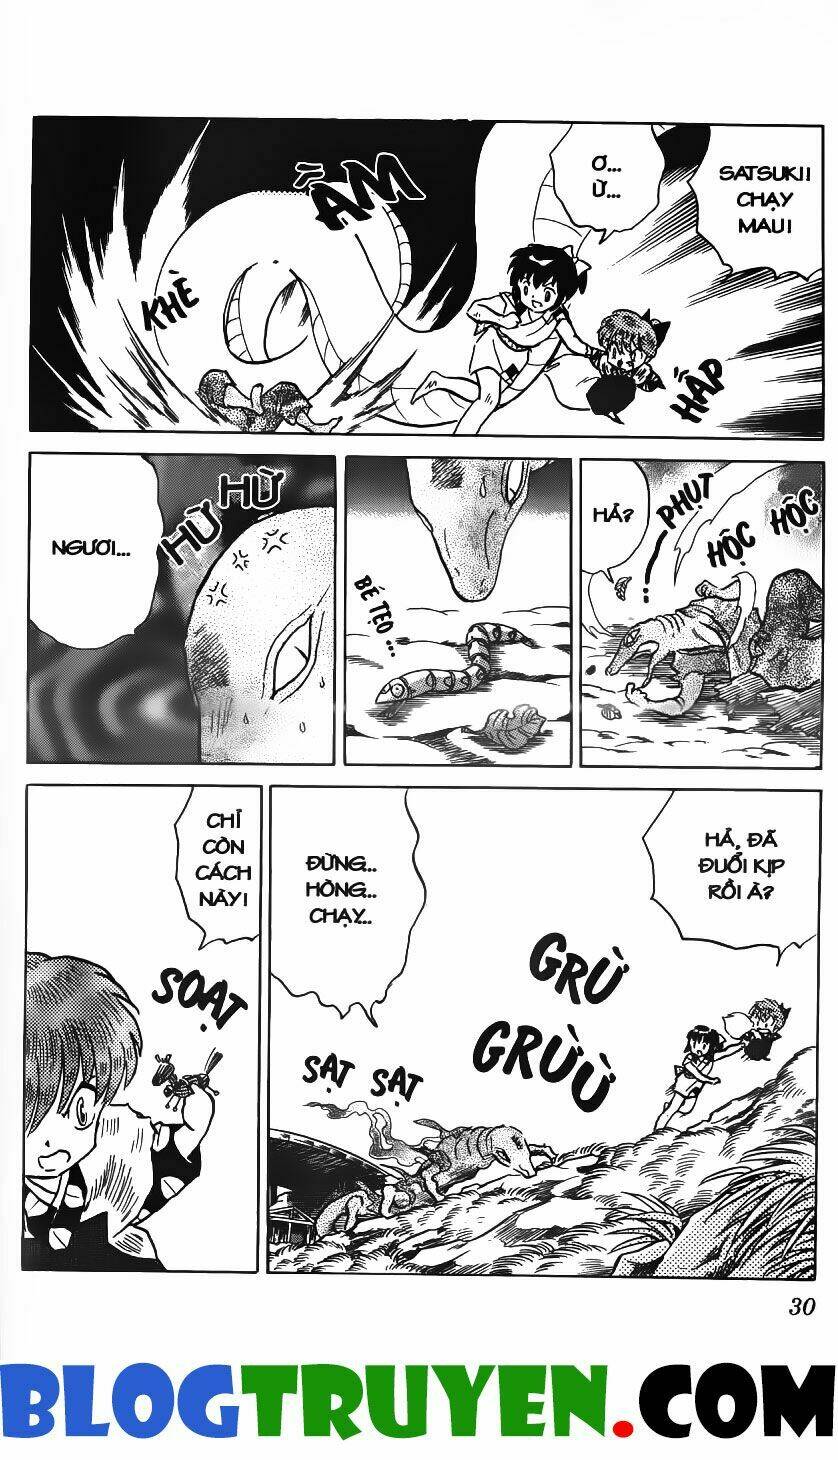 SATSUKI!
CHẠY
MAU!
Ơ...
Ừ...
ẦM
KHÈ
HẤP
HẢ?
PHỤT
...
HỘC HỘC
BÉ TẸO...
HỪ HỪ
NGƯƠI...
HẢ, ĐÃ
ĐUỔI KỊP
RỒI À?
ĐỪNG...
HÒNG...
CHẠY...
GRỪ
GRỪÙ
SẠT SẠT
CHỈ
CÒN
CÁCH
NÀY!
SOẠT
30
BLOGTRUYEN.COM